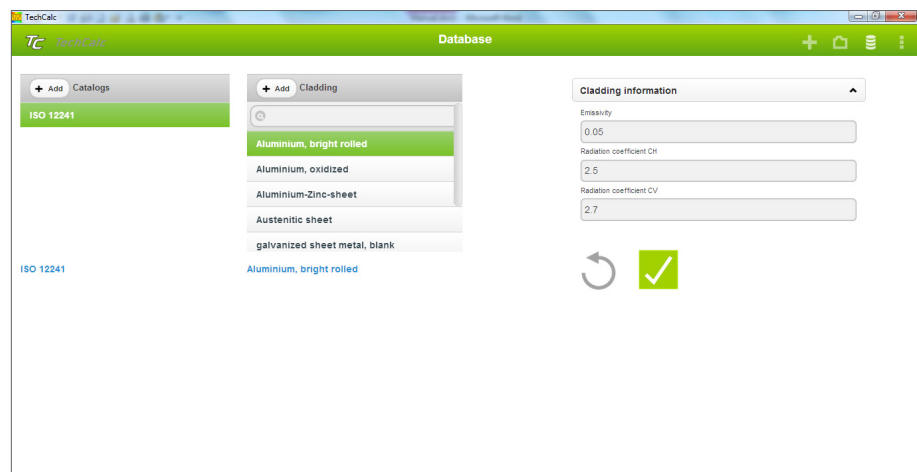 TechCalc
TC TechCalc
Database
+ Add Catalogs
ISO 12241
ISO 12241
+ Add Cladding
Aluminium, bright rolled
Aluminium, oxidized
Aluminium-Zinc-sheet
Austenitic sheet
galvanized sheet metal, blank
Aluminium, bright rolled
Cladding information
Emissivity
0.05
Radiation coefficient CH
2.5
Radiation coefficient CV
2.7